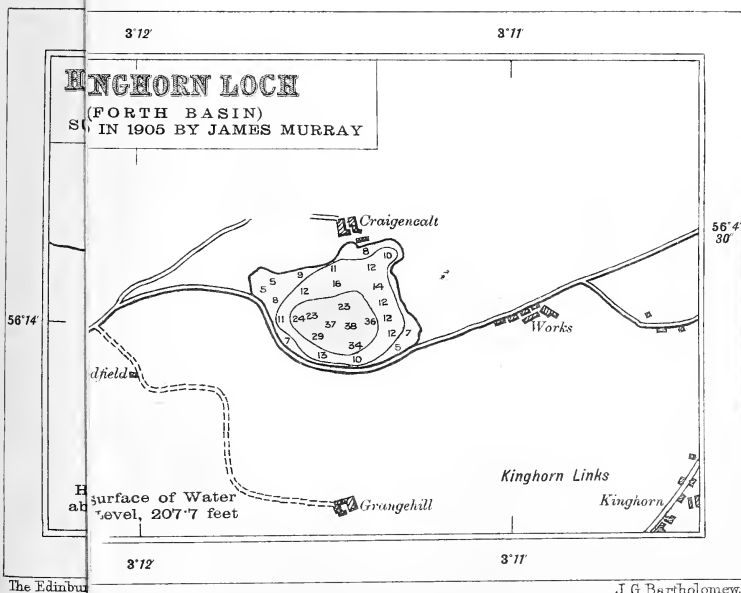 3°12′ 3°11′
NGHORN LOCH
(FORTH BASIN)
IN 1905 BY JAMES MURRAY
Craigencalt
56°4′
30″
8
10
11
12
9
5
5
16
14
12
8
12
23
11
24
23
37
38
36
12
29
12
7
7
34
5
13
10
56°14′
Works
dfield
Kinghorn Links
Kinghorn
Surface of Water
Level, 207·7 feet
Grangehill
H
ab
3°12′ 3°11′
The Edinbu
J.G. Bartholomew.